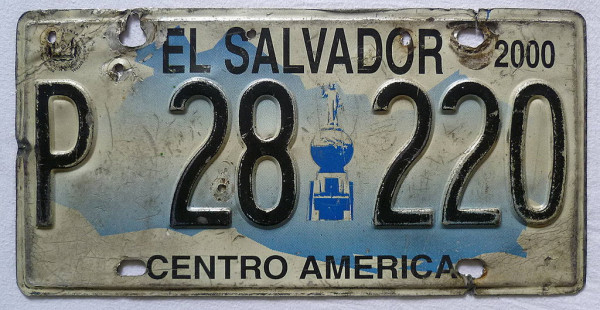 EL SALVADOR 2000
P 28 220
CENTRO AMERICA